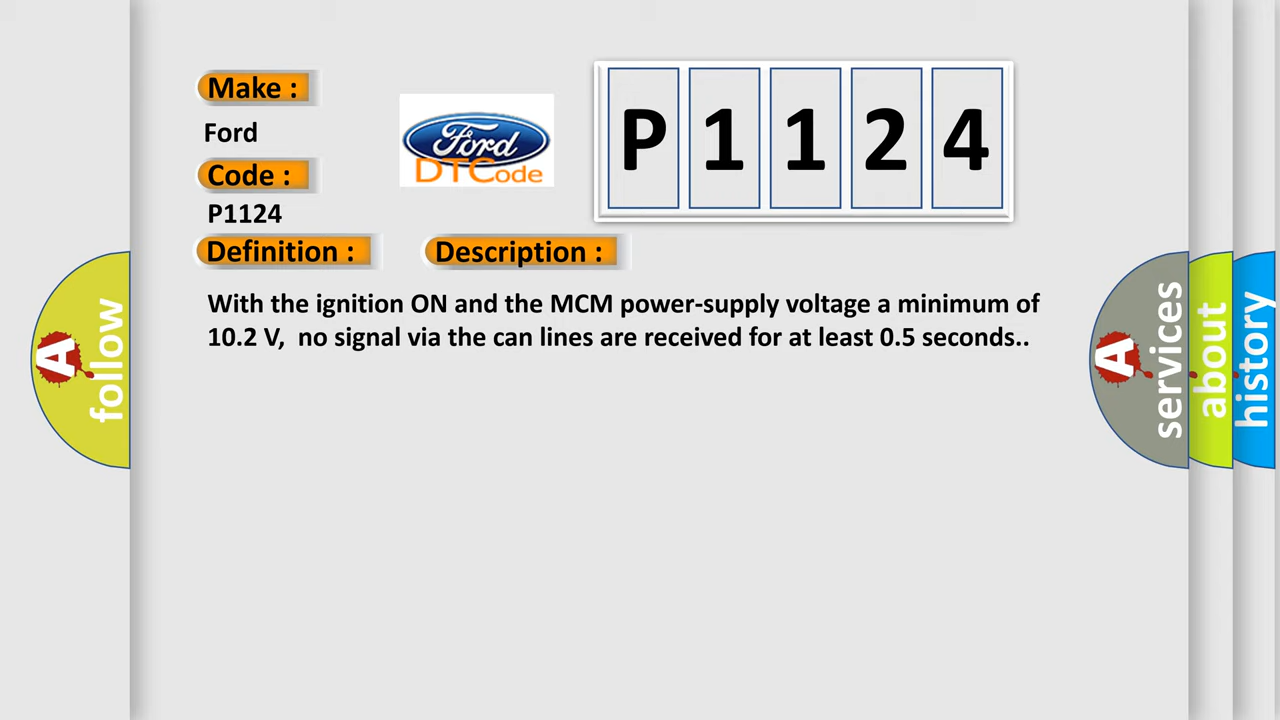 Make :
Ford
Code :
P1124
Ford
DTCode
P 1 1 2 4
Definition :
Description :
With the ignition ON and the MCM power-supply voltage a minimum of
10.2 V,  no signal via the can lines are received for at least 0.5 seconds..
A follow
A services
about
history